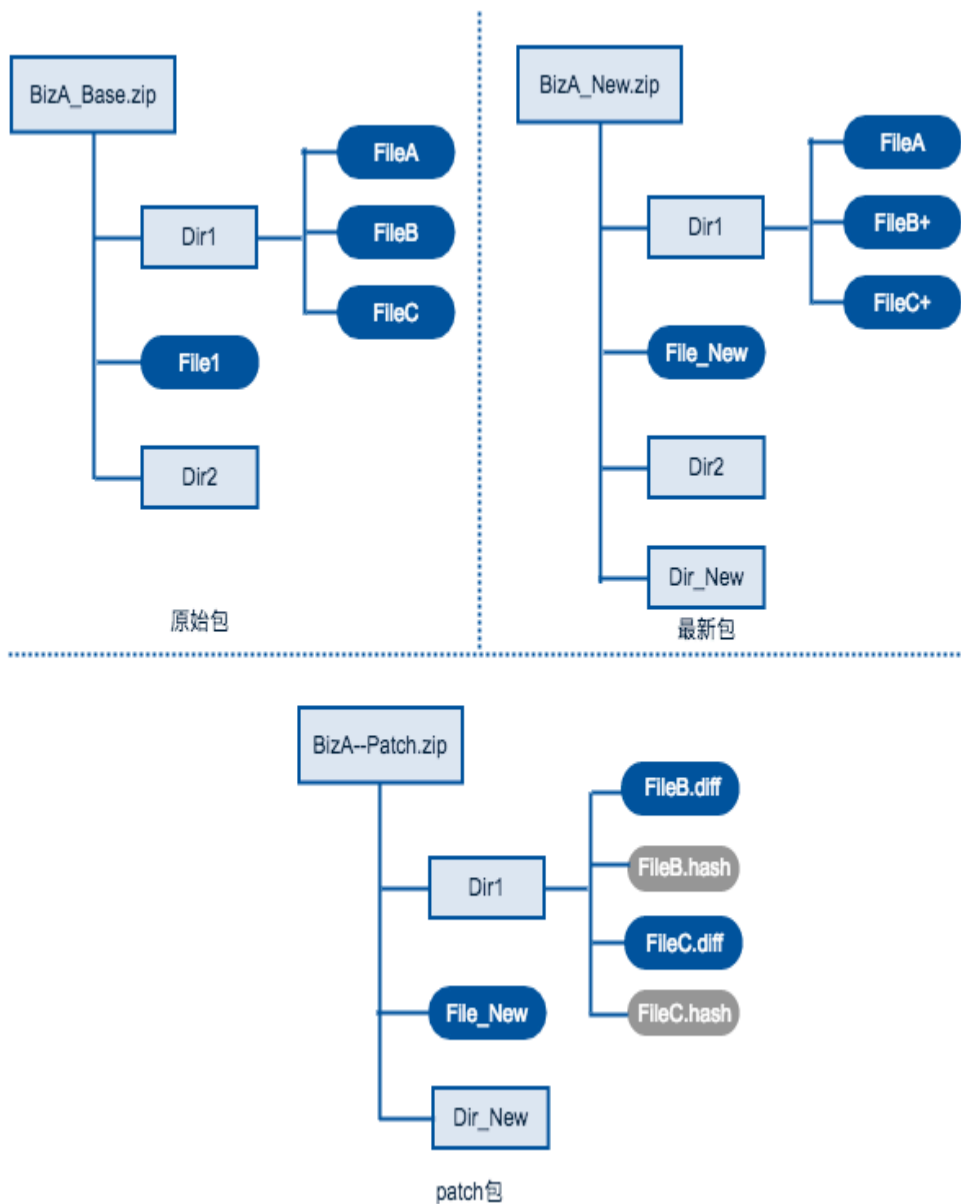 BizA_Base.zip
FileA
FileB
Dir1
FileC
File1
Dir2
原始包
BizA_New.zip
FileA
FileB+
Dir1
FileC+
File_New
Dir2
Dir_New
最新包
BizA--Patch.zip
FileB.diff
FileB.hash
Dir1
FileC.diff
FileC.hash
File_New
Dir_New
patch包